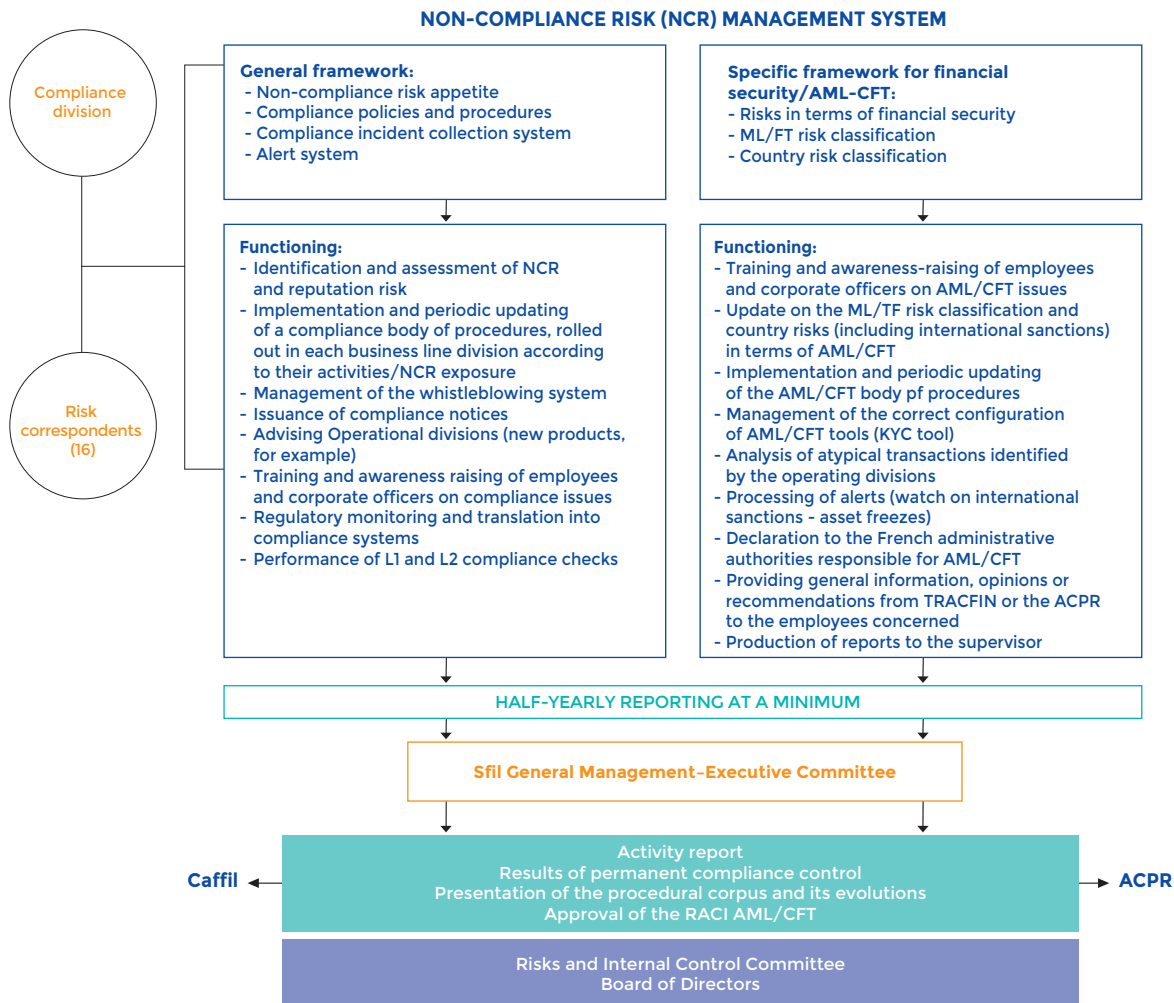 NON-COMPLIANCE RISK (NCR) MANAGEMENT SYSTEM
Compliance
division
Risk
correspondents
(16)
General framework:
- Non-compliance risk appetite
- Compliance policies and procedures
- Compliance incident collection system
- Alert system
Specific framework for financial
security/AML-CFT:
- Risks in terms of financial security
- ML/FT risk classification
- Country risk classification
Functioning:
- Identification and assessment of NCR
and reputation risk
- Implementation and periodic updating
of a compliance body of procedures, rolled
out in each business line division according
to their activities/NCR exposure
- Management of the whistleblowing system
- Issuance of compliance notices
- Advising Operational divisions (new products,
for example)
- Training and awareness raising of employees
and corporate officers on compliance issues
- Regulatory monitoring and translation into
compliance systems
- Performance of L1 and L2 compliance checks
Functioning:
- Training and awareness-raising of employees
and corporate officers on AML/CFT issues
- Update on the ML/TF risk classification and
country risks (including international sanctions)
in terms of AML/CFT
- Implementation and periodic updating
of the AML/CFT body pf procedures
- Management of the correct configuration
of AML/CFT tools (KYC tool)
- Analysis of atypical transactions identified
by the operating divisions
- Processing of alerts (watch on international
sanctions - asset freezes)
- Declaration to the French administrative
authorities responsible for AML/CFT
- Providing general information, opinions or
recommendations from TRACFIN or the ACPR
to the employees concerned
- Production of reports to the supervisor
HALF-YEARLY REPORTING AT A MINIMUM
Sfil General Management–Executive Committee
Caffil
Activity report
Results of permanent compliance control
Presentation of the procedural corpus and its evolutions
Approval of the RACI AML/CFT
ACPR
Risks and Internal Control Committee
Board of Directors